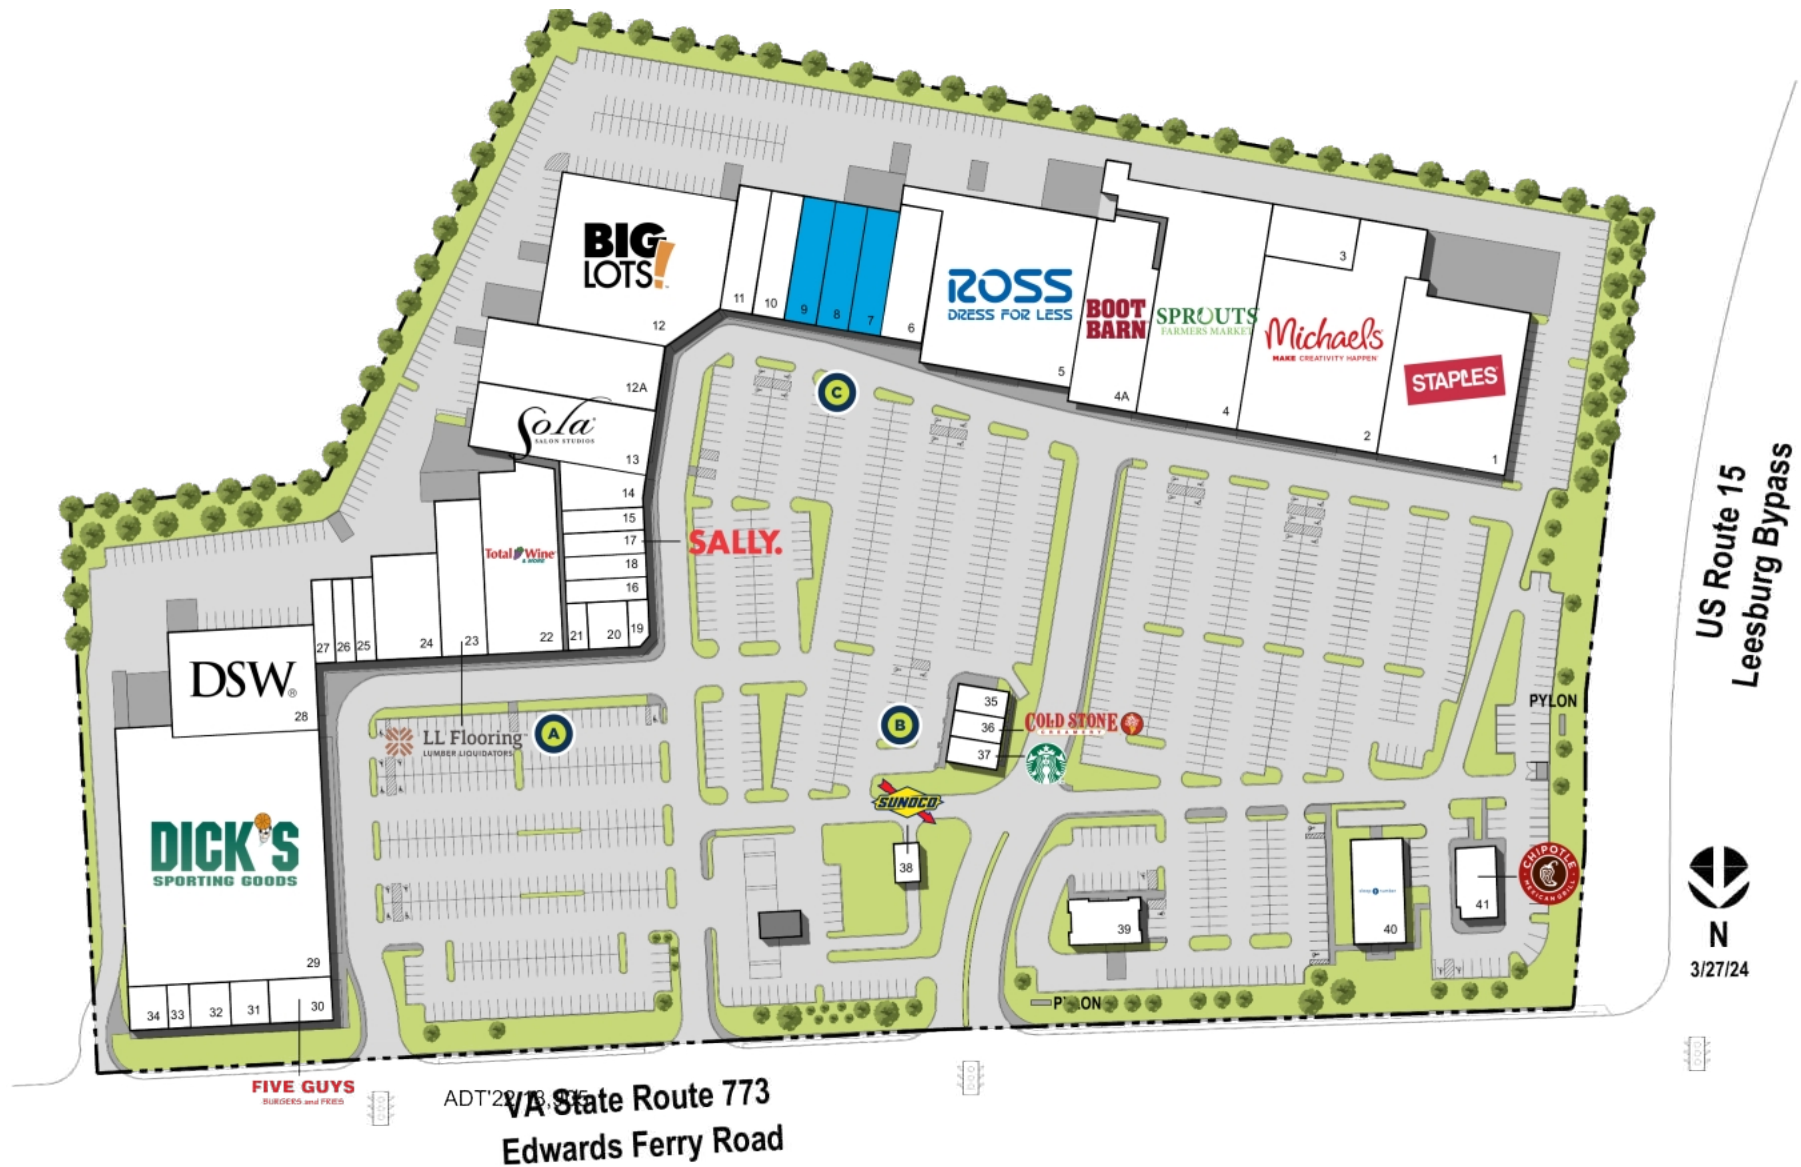 BIG
LOTS!
12
11
10
9
8
7
6
ROSS
DRESS FOR LESS
5
BOOT
BARN
4A
SPROUTS
FARMERS MARKET
4
3
Michaels
MAKE CREATIVITY HAPPEN
2
STAPLES
1
12A
Sola
SALON STUDIOS
13
14
15
17
SALLY.
18
16
19
20
21
Total Wine
& MORE
22
23
24
25
26
27
DSW
28
LL Flooring
LUMBER LIQUIDATORS
A
B
C
35
36
37
COLD STONE
CREAMERY
SUNOCO
38
39
40
41
CHIPOTLE
MEXICAN GRILL
PYLON
PYLON
DICK'S
SPORTING GOODS
29
30
31
32
33
34
FIVE GUYS
BURGERS and FRIES
US Route 15
Leesburg Bypass
N
3/27/24
ADT'22
VA State Route 773
Edwards Ferry Road